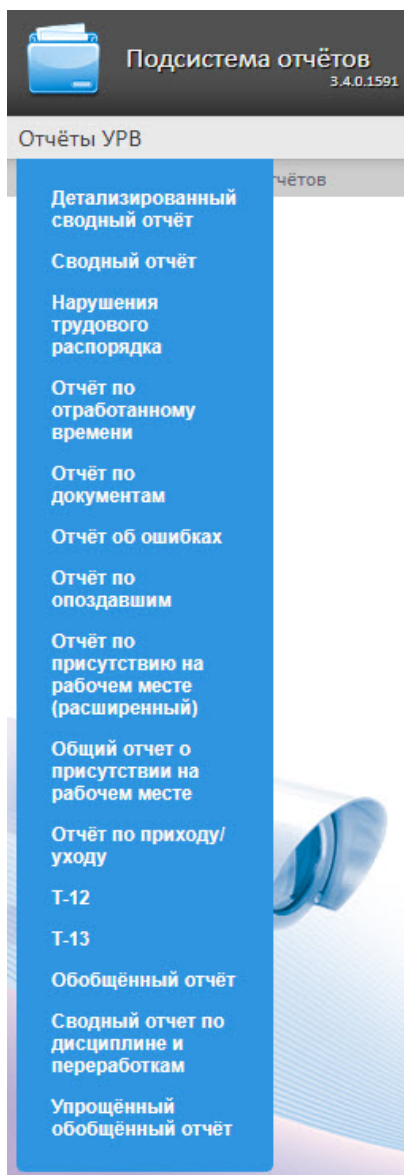 Подсистема отчётов
3.4.0.1591
Отчёты УРВ
чётов
Детализированный
сводный отчёт
Сводный отчёт
Нарушения
трудового
распорядка
Отчёт по
отработанному
времени
Отчёт по
документам
Отчёт об ошибках
Отчёт по
опоздавшим
Отчёт по
присутствию на
рабочем месте
(расширенный)
Общий отчет о
присутствии на
рабочем месте
Отчёт по приходу/
уходу
Т-12
Т-13
Обобщённый отчёт
Сводный отчет по
дисциплине и
переработкам
Упрощённый
обобщённый отчёт